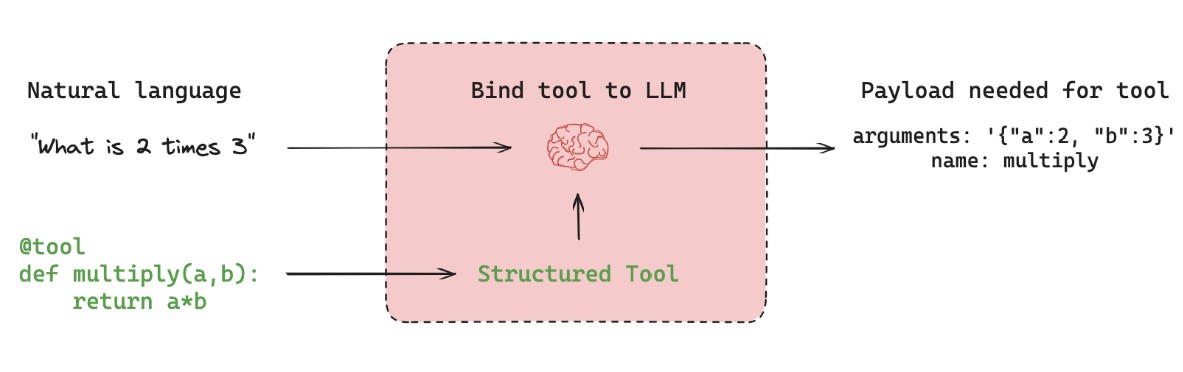 Natural language
"What is 2 times 3"
@tool
def multiply(a,b):
    return a*b
Bind tool to LLM
Structured Tool
Payload needed for tool
arguments: '{"a":2, "b":3}'
name: multiply